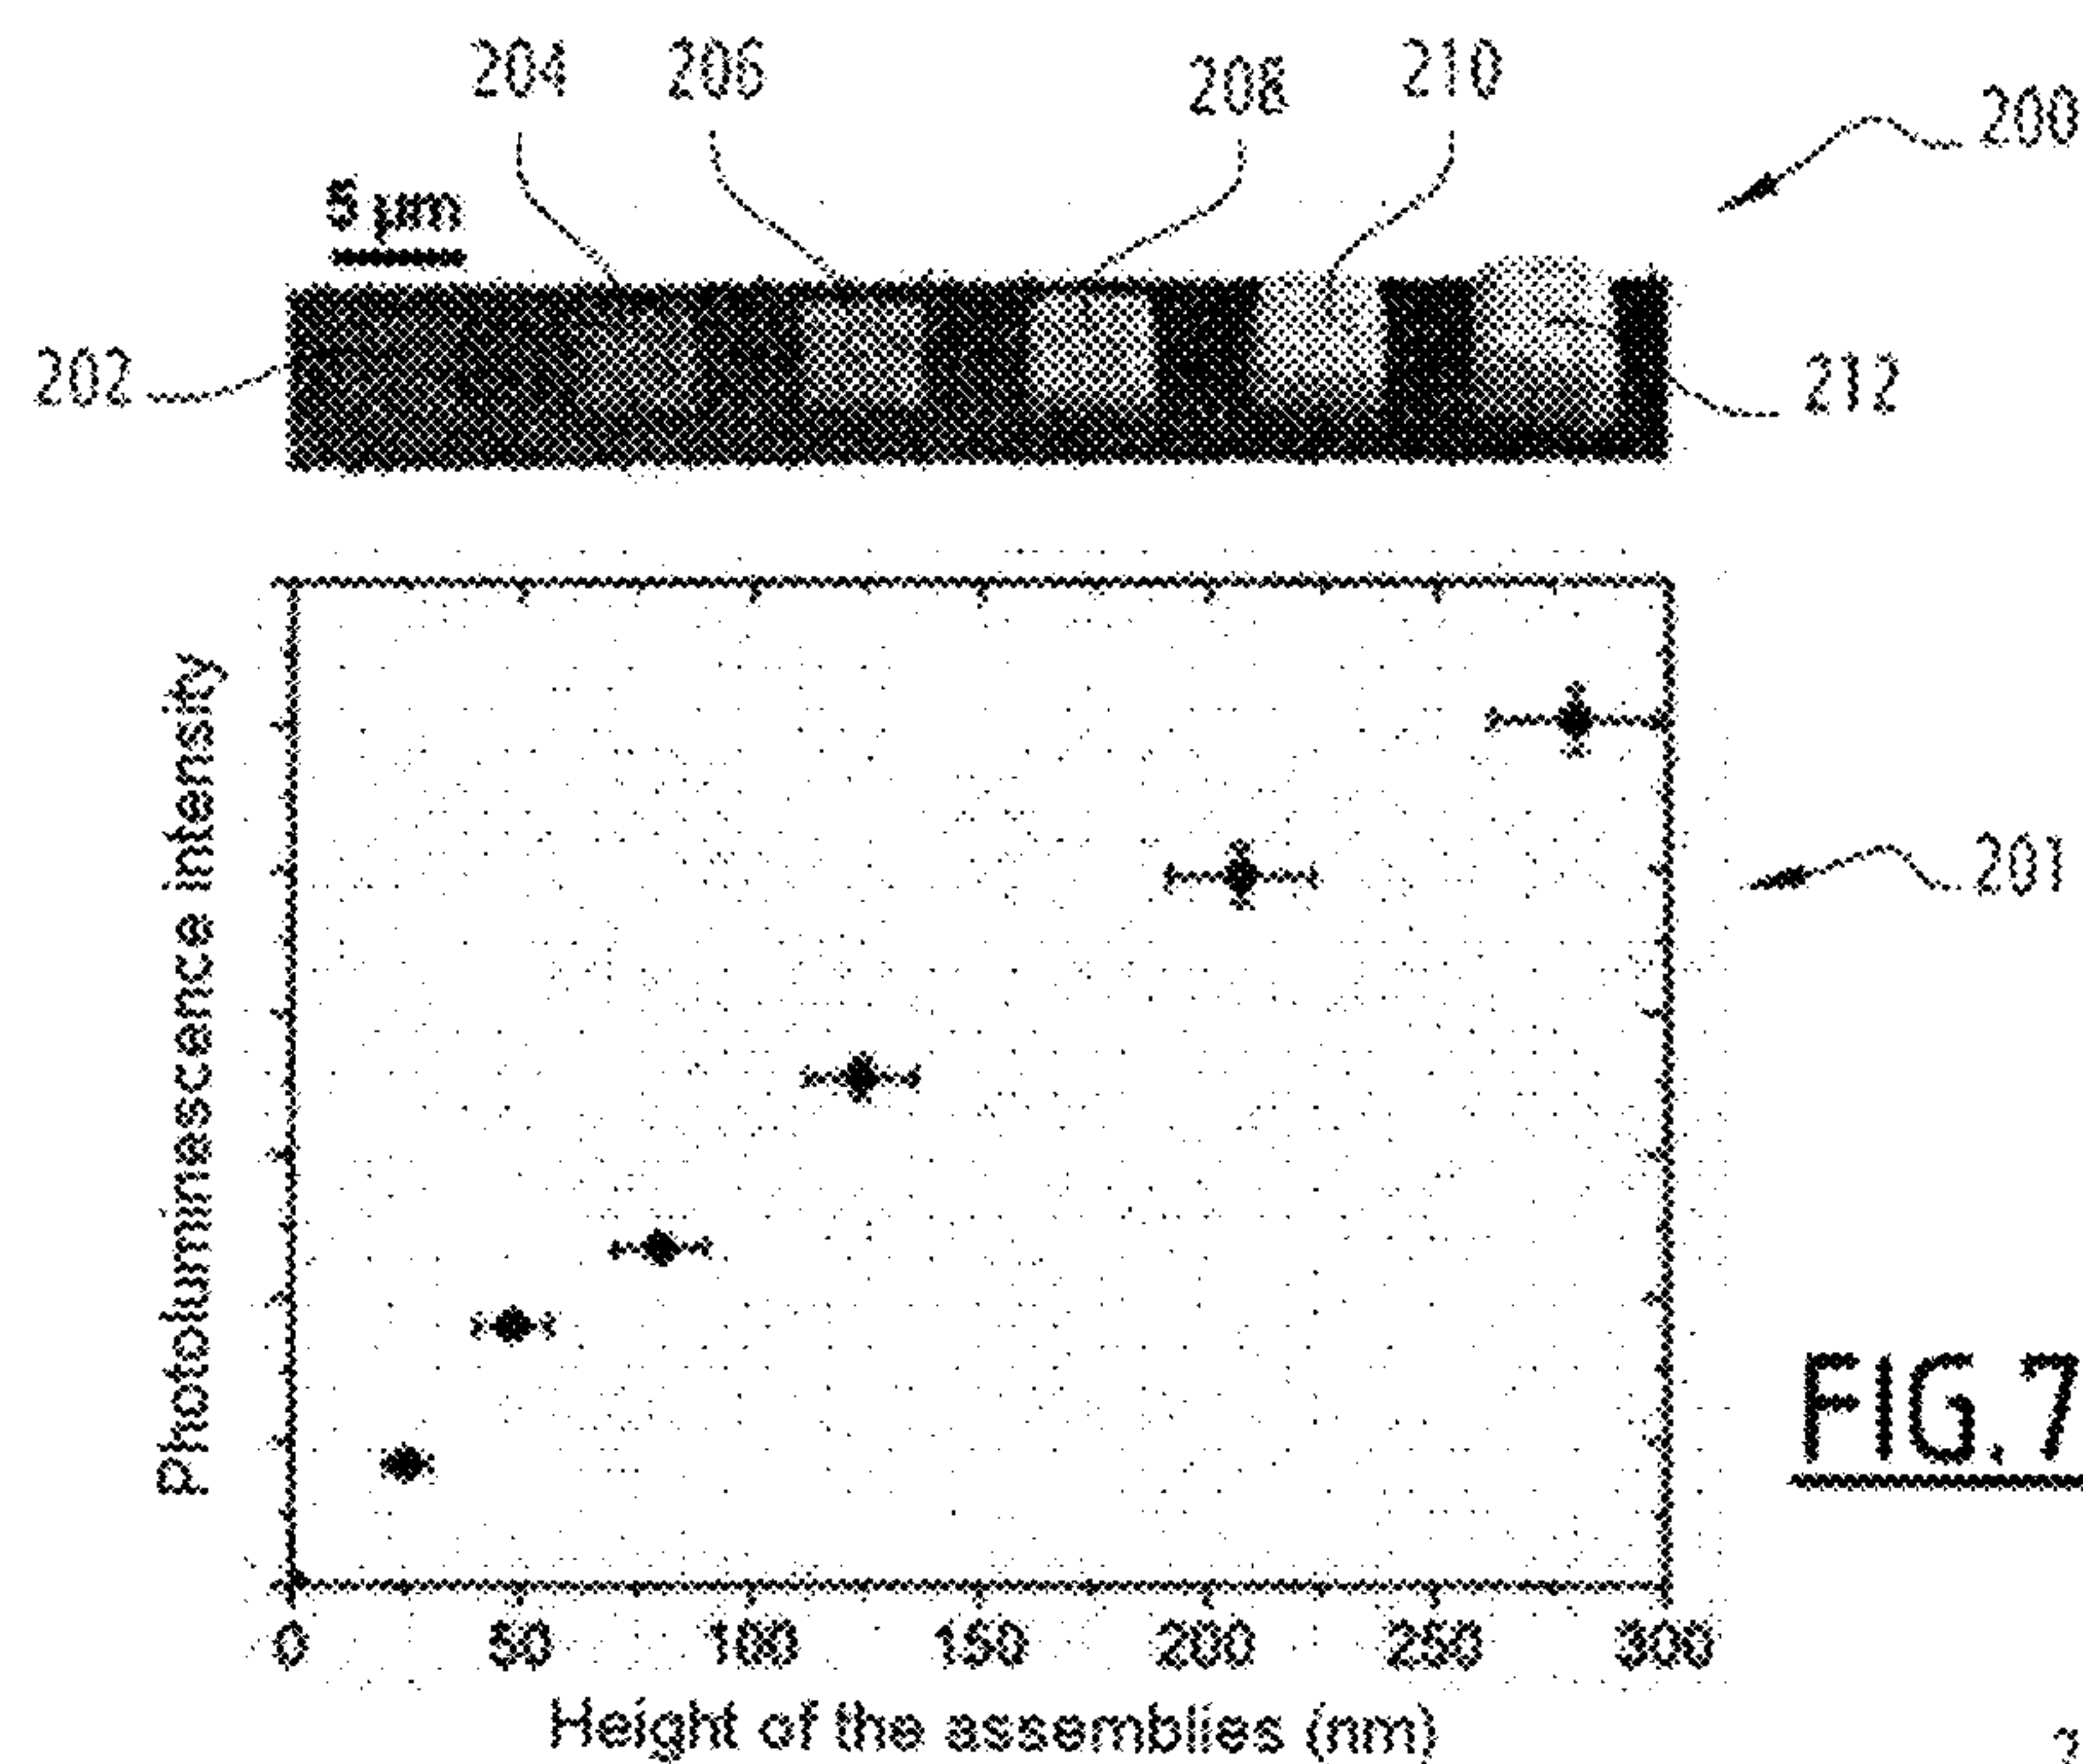 204 206 208 210
200
5 µm
202
212
Photoluminescence intensity
201
FIG.7
0 50 100 150 200 250 300
Height of the assemblies (nm)